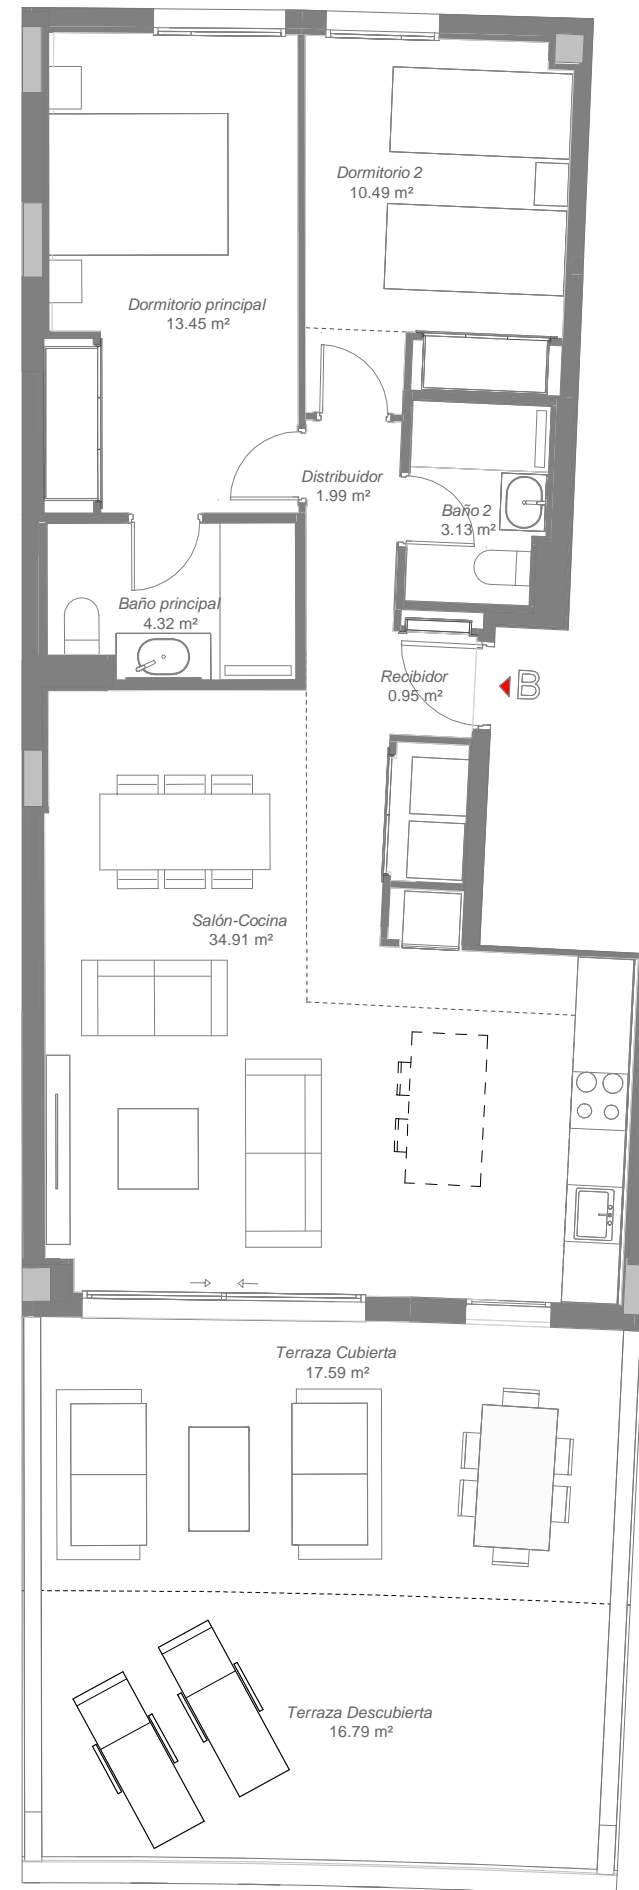 Dormitorio 2
10.49 m²
Dormitorio principal
13.45 m²
Distribuidor
1.99 m²
Baño 2
3.13 m²
Baño principal
4.32 m²
Recibidor
0.95 m²
B
Salón-Cocina
34.91 m²
Terraza Cubierta
17.59 m²
Terraza Descubierta
16.79 m²